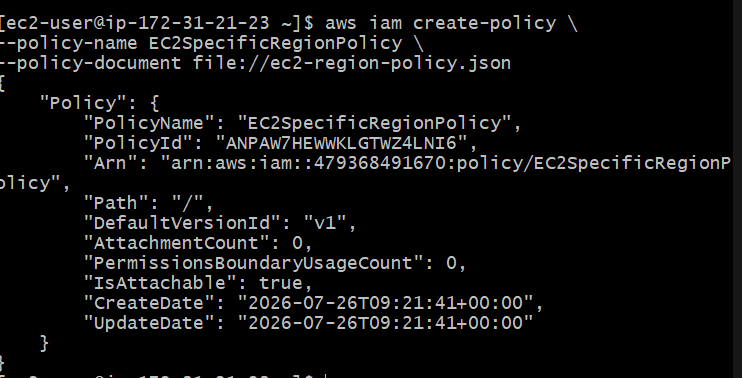 [ec2-user@ip-172-31-21-23 ~]$ aws iam create-policy \
--policy-name EC2SpecificRegionPolicy \
--policy-document file://ec2-region-policy.json
{
    "Policy": {
        "PolicyName": "EC2SpecificRegionPolicy",
        "PolicyId": "ANPAW7HEWWKLGTWZ4LNI6",
        "Arn": "arn:aws:iam::479368491670:policy/EC2SpecificRegionP
olicy",
        "Path": "/",
        "DefaultVersionId": "v1",
        "AttachmentCount": 0,
        "PermissionsBoundaryUsageCount": 0,
        "IsAttachable": true,
        "CreateDate": "2026-07-26T09:21:41+00:00",
        "UpdateDate": "2026-07-26T09:21:41+00:00"
    }
}